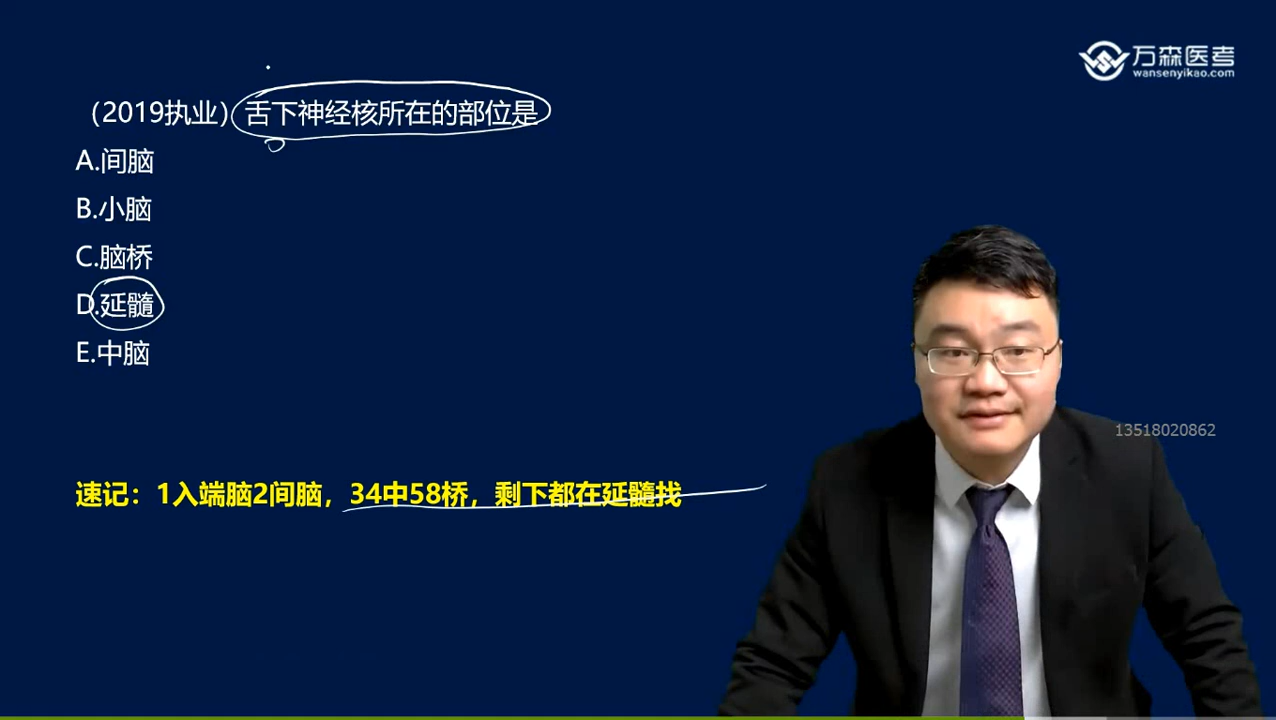 万森医考
wansenyikao.com
（2019执业）舌下神经核所在的部位是
A.间脑
B.小脑
C.脑桥
D.延髓
E.中脑
13518020862
速记：1入端脑2间脑，34中58桥，剩下都在延髓找